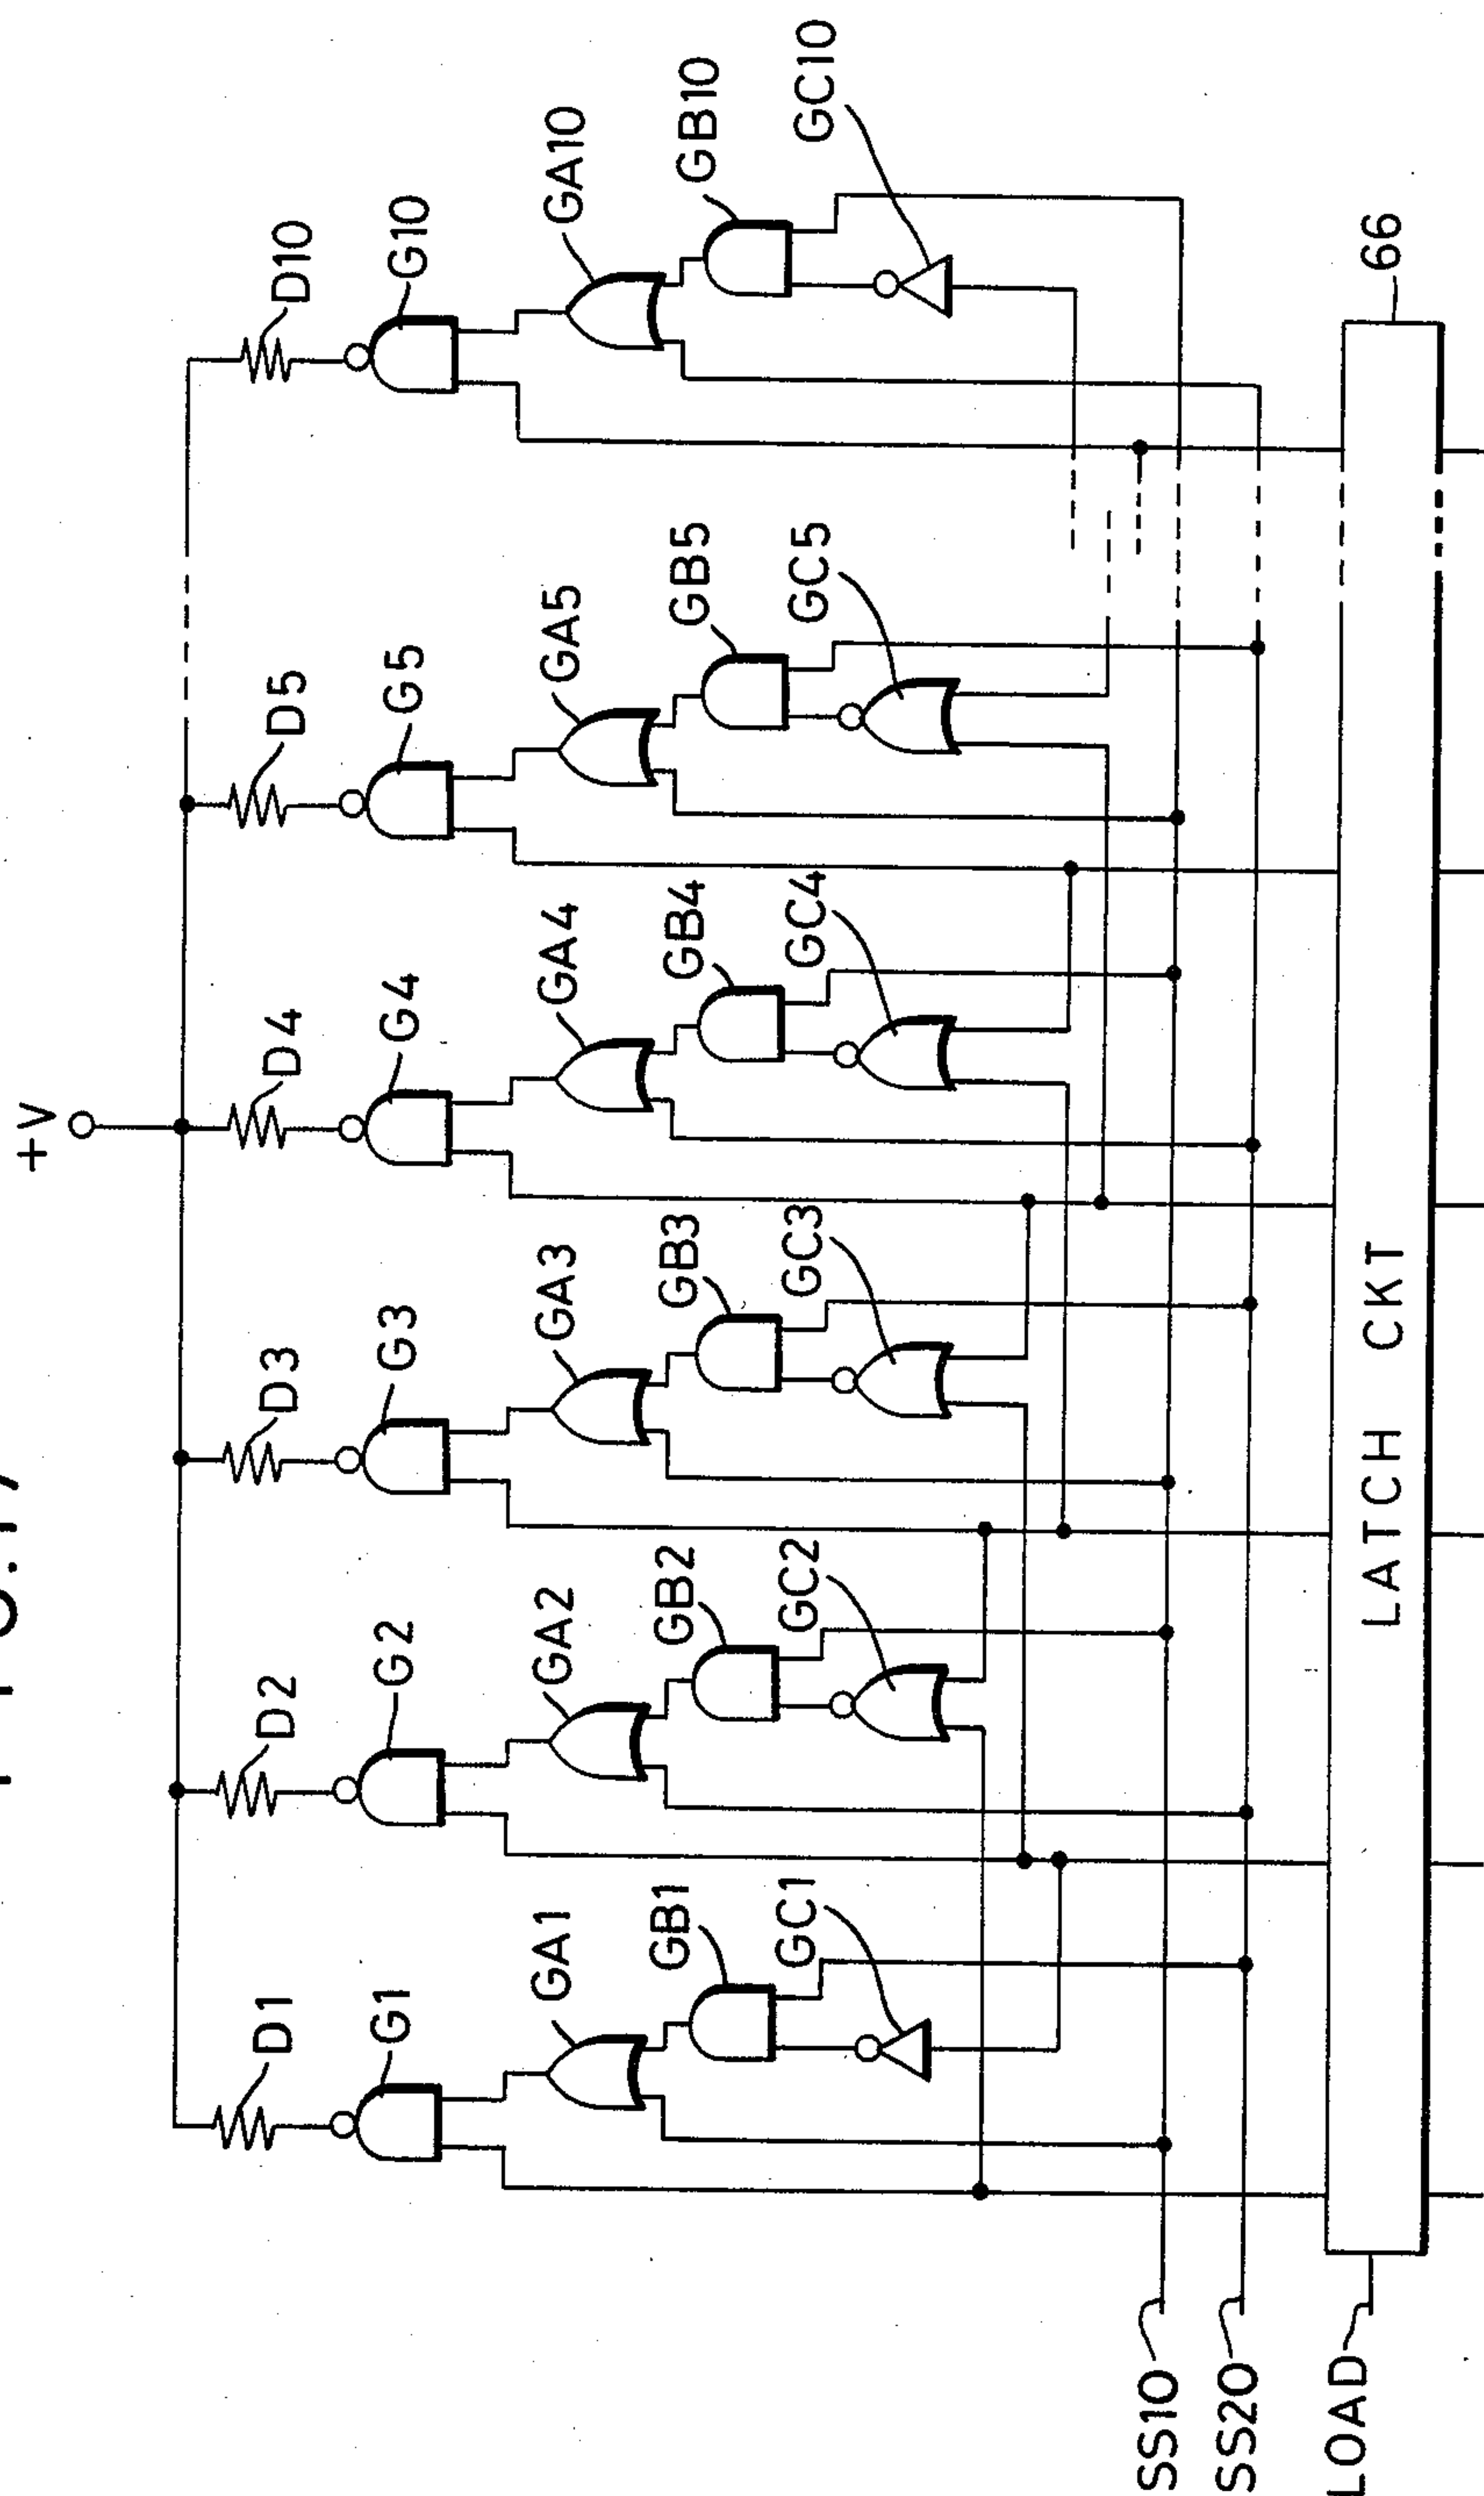 +V
D1
D2
D3
D4
D5
D10
G1
G2
G3
G4
G5
G10
GA1
GA2
GA3
GA4
GA5
GA10
GB1
GB2
GB3
GB4
GB5
GB10
GC1
GC2
GC3
GC4
GC5
GC10
SS10
SS20
LOAD
LATCH CKT
66